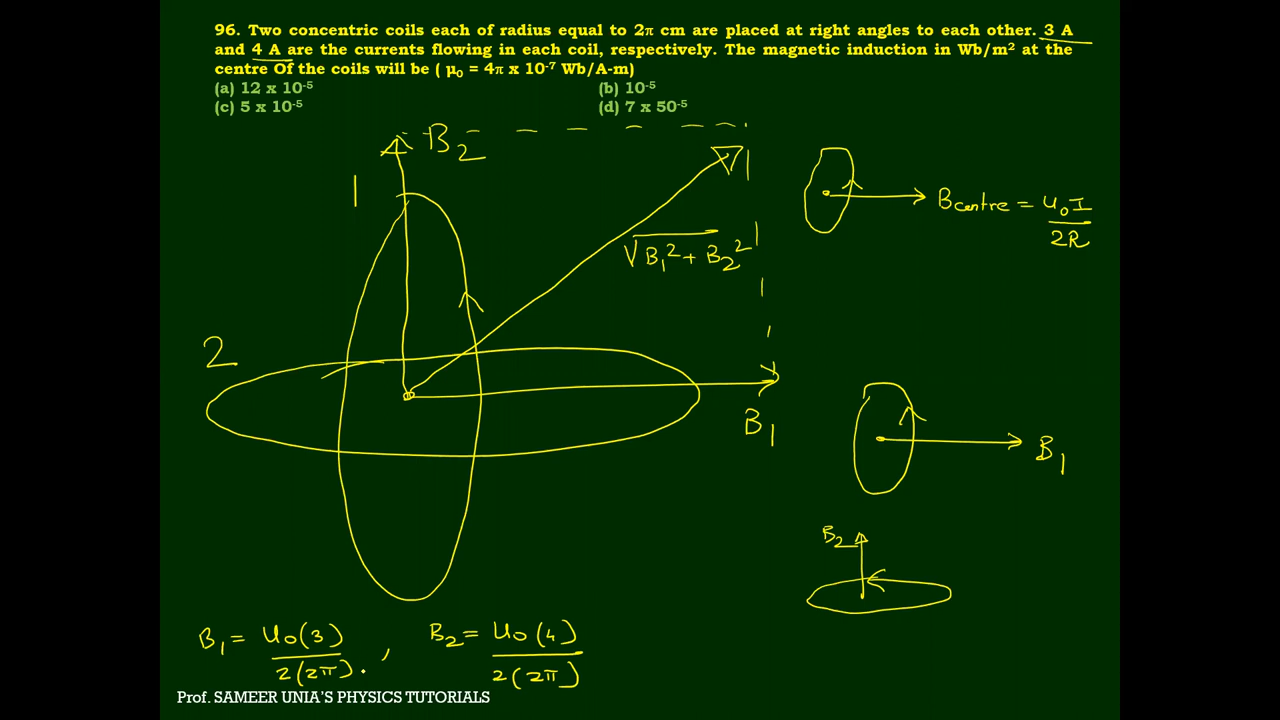 96. Two concentric coils each of radius equal to 2π cm are placed at right angles to each other. 3 A
and 4 A are the currents flowing in each coil, respectively. The magnetic induction in Wb/m² at the
centre Of the coils will be ( μ₀ = 4π x 10⁻⁷ Wb/A-m)
(a) 12 x 10⁻⁵ (b) 10⁻⁵
(c) 5 x 10⁻⁵ (d) 7 x 50⁻⁵
B₂
1
Bcentre = μ₀I/2R
√B₁² + B₂²
2
B₁
B₁
B₂
B₁ = μ₀(3)/2(2π) . , B₂ = μ₀(4)/2(2π)
Prof. SAMEER UNIA'S PHYSICS TUTORIALS